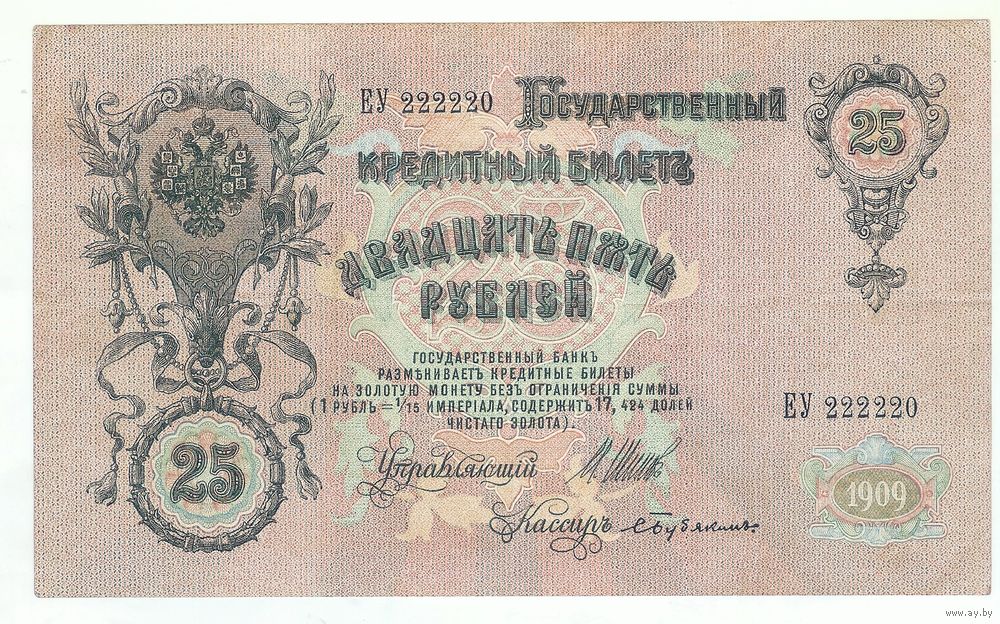 ЕУ 222220 Государственный
25
Кредитный Билетъ
Двадцать пять
рублей
Государственный Банкъ
размѣниваетъ кредитные билеты
на золотую монету безъ ограниченія суммы
(1 рубль = 1/15 имперіала, содержитъ 17,424 долей
чистаго золота).
ЕУ 222220
Управляющій
25
1909
Кассиръ
www.ay.by